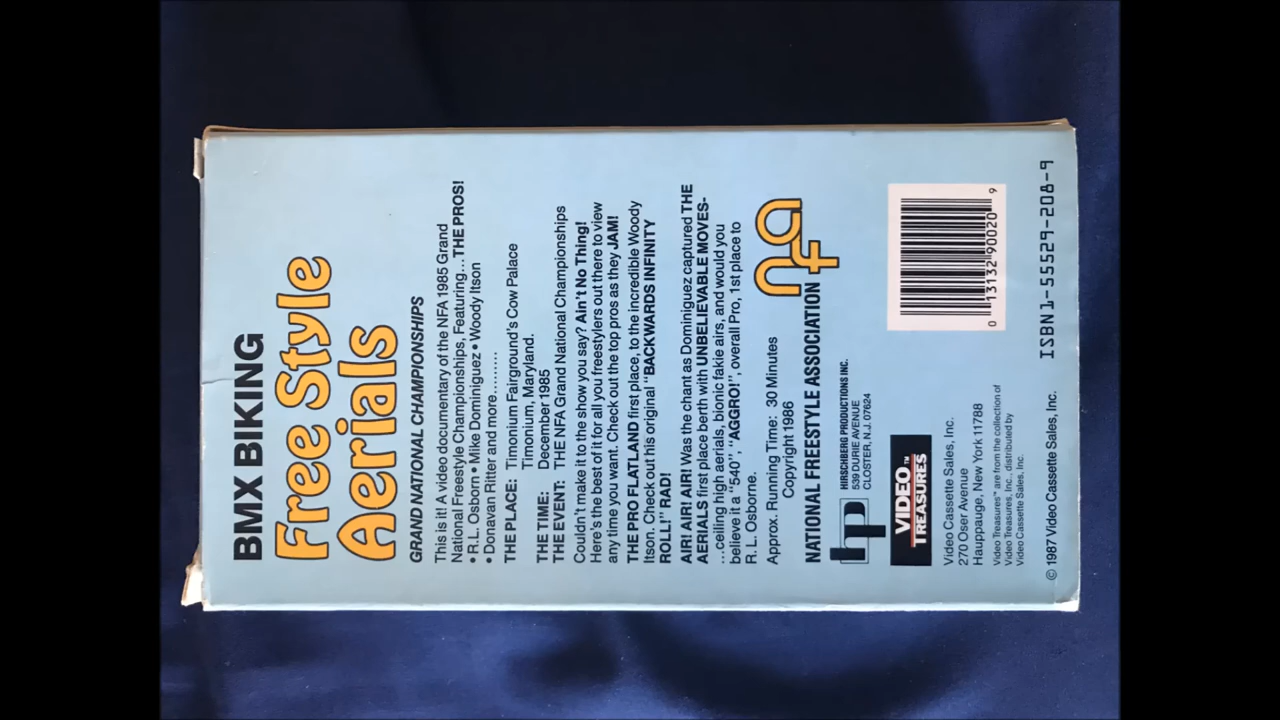 BMX BIKING
Free Style
Aerials
GRAND NATIONAL CHAMPIONSHIPS
This is it! A video documentary of the NFA 1985 Grand
National Freestyle Championships, Featuring...THE PROS!
• R.L. Osborn • Mike Dominiguez • Woody Itson
• Donavan Ritter and more..........
THE PLACE: Timonium Fairground's Cow Palace
Timonium, Maryland.
THE TIME: December 1985
THE EVENT: THE NFA Grand National Championships
Couldn't make it to the show you say? Ain't No Thing!
Here's the best of it for all you freestylers out there to view
any time you want. Check out the top pros as they JAM!
THE PRO FLATLAND first place, to the incredible Woody
Itson. Check out his original "BACKWARDS INFINITY
ROLL!" RAD!
AIR! AIR! AIR! Was the chant as Dominiguez captured THE
AERIALS first place berth with UNBELIEVABLE MOVES-
...ceiling high aerials, bionic fakie airs, and would you
believe it a "540", "AGGRO!", overall Pro, 1st place to
R.L. Osborne.
Approx. Running Time: 30 Minutes
Copyright 1986
NATIONAL FREESTYLE ASSOCIATION nfa
hp
HIRSCHBERG PRODUCTIONS INC.
539 DURIE AVENUE
CLOSTER, N.J. 07624
VIDEO™
TREASURES
Video Cassette Sales, Inc.
270 Oser Avenue
Hauppauge, New York 11788
Video Treasures™ are from the collection of
Video Treasures, Inc., distributed by
Video Cassette Sales, Inc.
0 13132 90020 9
© 1987 Video Cassette Sales, Inc. ISBN 1-55529-208-9